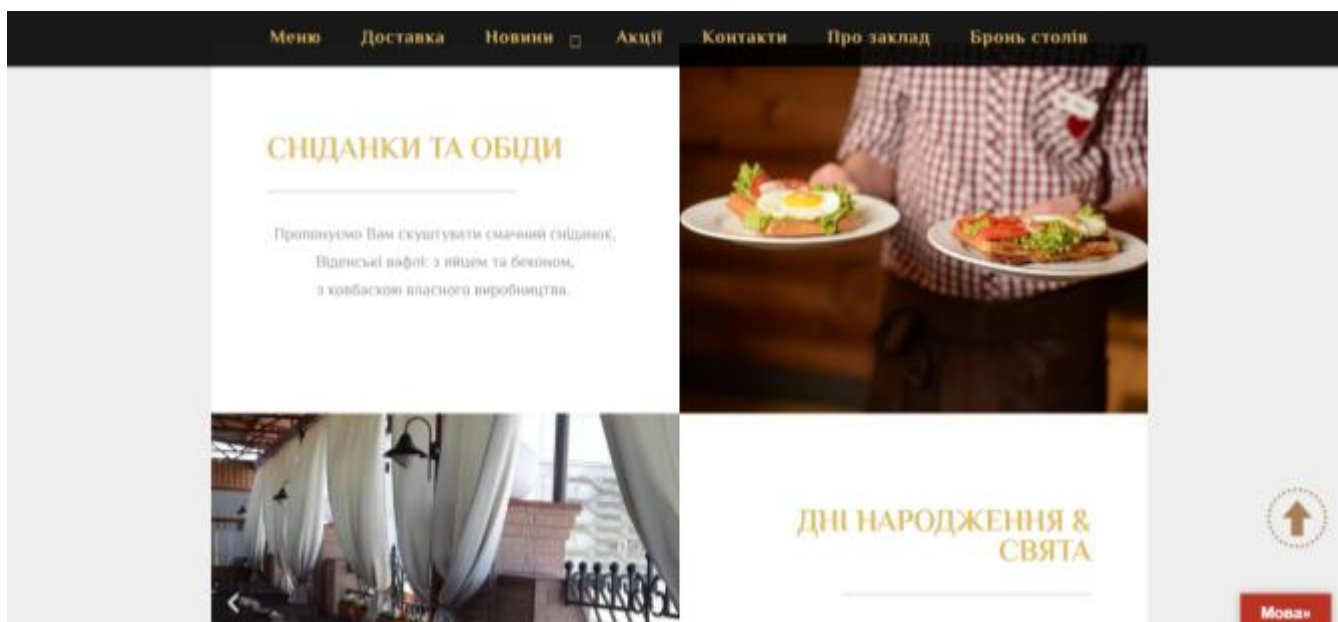 Меню Доставка Новини Акції Контакти Про заклад Бронь столів
СНІДАНКИ ТА ОБІДИ
Пропонуємо Вам скуштувати смачний сніданок,
Віденські вафлі: з яйцем та беконом,
з ковбаскою власного виробництва.
ДНІ НАРОДЖЕННЯ &
СВЯТА
Мова»